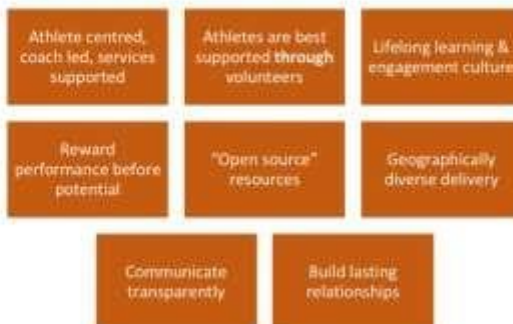 Athlete centred,
coach led, services
supported
Athletes are best
supported through
volunteers
Lifelong learning &
engagement culture
Reward
performance before
potential
"Open source"
resources
Geographically
diverse delivery
Communicate
transparently
Build lasting
relationships